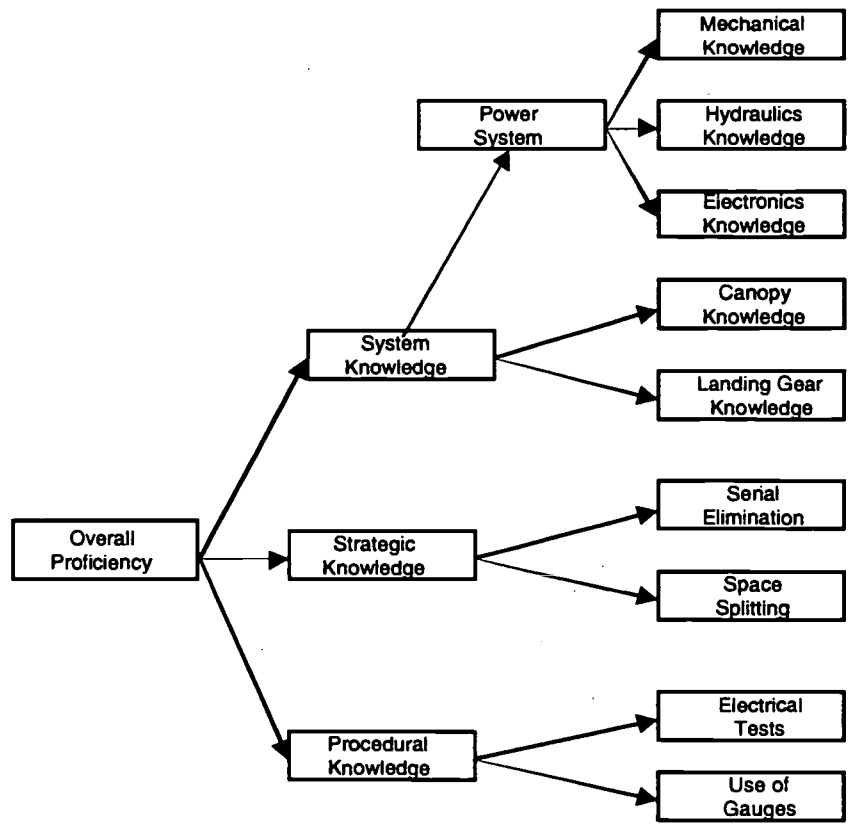 Mechanical
Knowledge
Power
System
Hydraulics
Knowledge
Electronics
Knowledge
Canopy
Knowledge
System
Knowledge
Landing Gear
Knowledge
Serial
Elimination
Overall
Proficiency
Strategic
Knowledge
Space
Splitting
Electrical
Tests
Procedural
Knowledge
Use of
Gauges